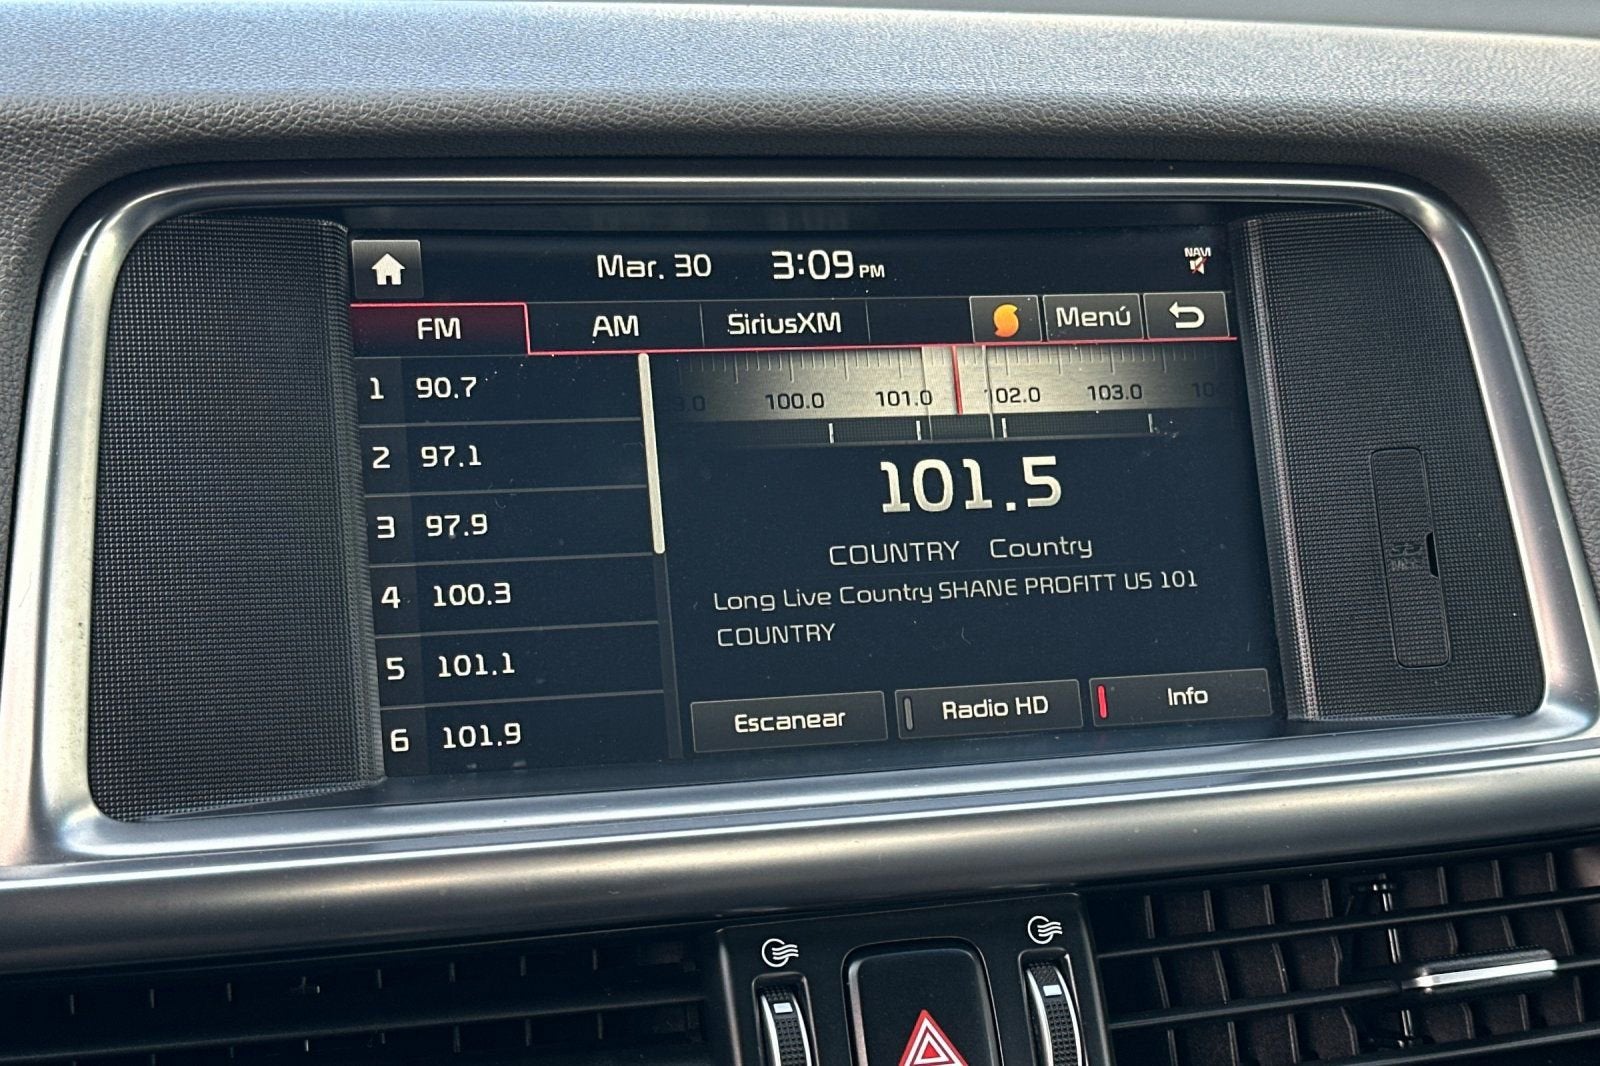 Mar. 30 3:09 PM NAVI
FM AM SiriusXM Menú
1 90.7
2 97.1
3 97.9
4 100.3
5 101.1
6 101.9
100.0 101.0 102.0 103.0
101.5
COUNTRY Country
Long Live Country SHANE PROFITT US 101
COUNTRY
Escanear Radio HD Info